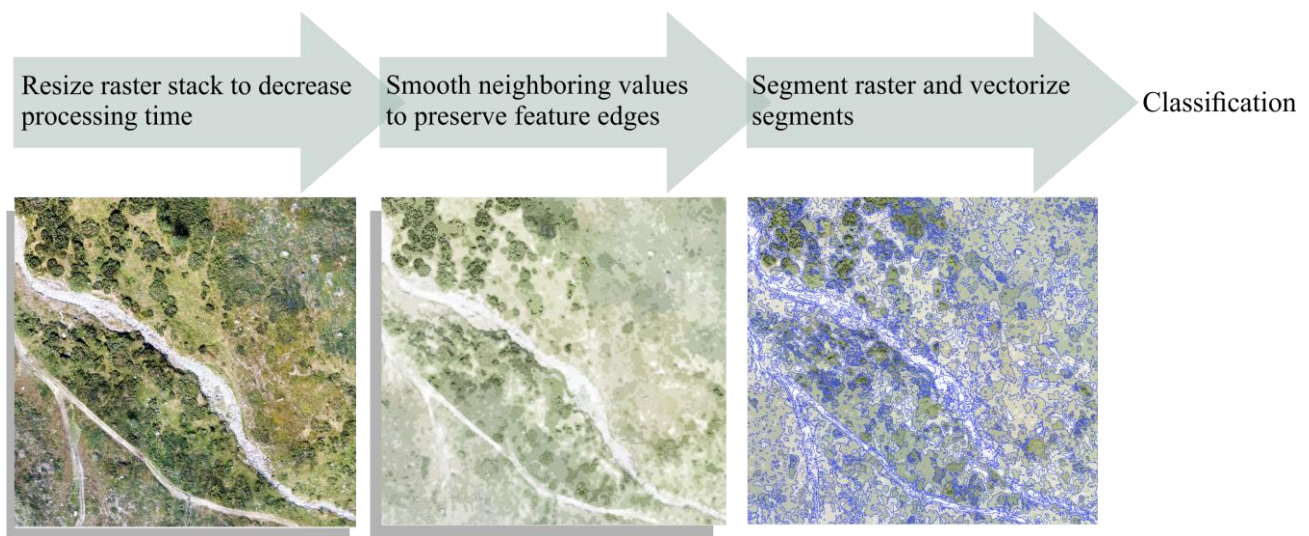 Resize raster stack to decrease
processing time
Smooth neighboring values
to preserve feature edges
Segment raster and vectorize
segments
Classification